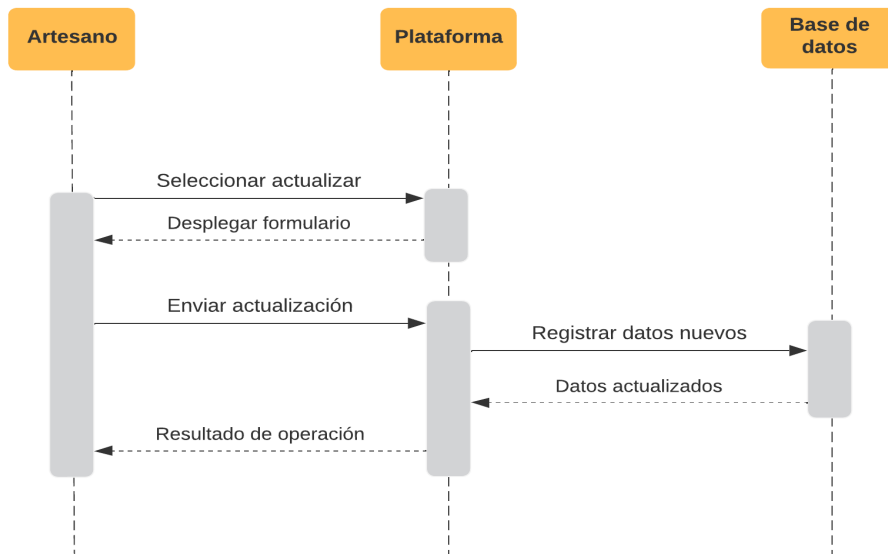 Artesano
Plataforma
Base de
datos
Seleccionar actualizar
Desplegar formulario
Enviar actualización
Registrar datos nuevos
Datos actualizados
Resultado de operación